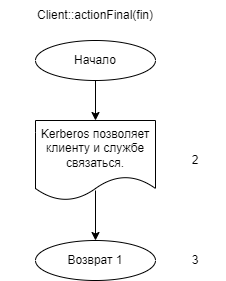 Client::actionFinal(fin)
Начало
Kerberos позволяет
клиенту и службе
связаться.
2
Возврат 1
3